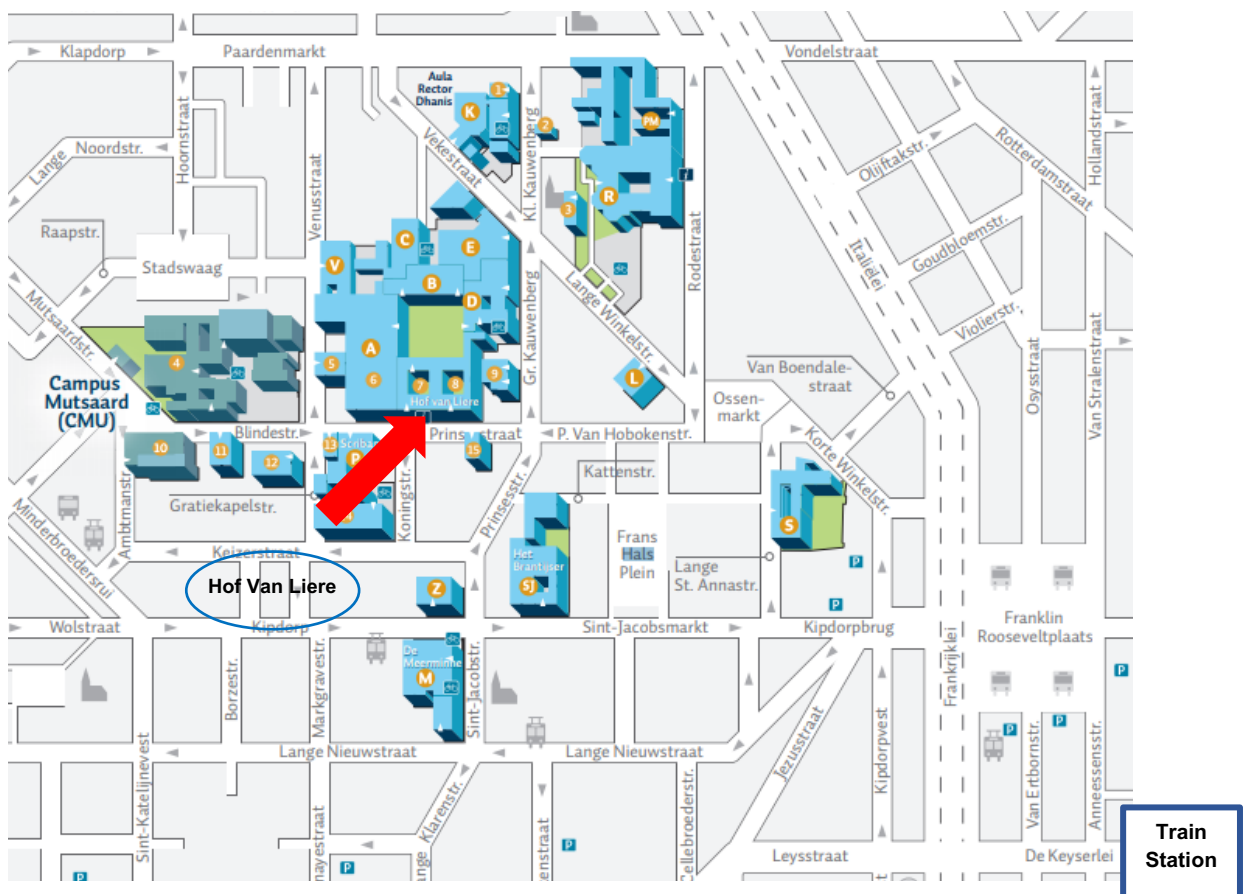 Klapdorp
Paardenmarkt
Vondelstraat
Aula
Rector
Dhanis
1
K
2
PM
Hoornstraat
Noordstr.
Lange
Venusstraat
Vekestraat
Kl. Kauwenberg
R
3
Rodestraat
Olijftakstr.
Rotterdamstraat
Hollandstraat
Raapstr.
Stadswaag
V
C
E
B
D
Goudbloemstr.
Italiëlei
Mutsaardstr.
Gr. Kauwenberg
Lange Winkelstr.
Violierstr.
Osysstraat
Van Stralenstraat
4
5
A
6
7
8
9
Hof van Liere
L
Van Boendale-
straat
Campus
Mutsaard
(CMU)
Ossen-
markt
Blindestr.
P. Van Hobokenstr.
10
11
12
13
P
15
Koningstr.
Prinsesstr.
Kattenstr.
Korte Winkelstr.
Gratiekapelstr.
Ambtmanstr.
Minderbroedersrui
S
Keizerstraat
Het
Brantijser
SJ
Frans
Hals
Plein
Lange
St. Annastr.
P
P
Hof Van Liere
Z
Franklin
Rooseveltplaats
Wolstraat
Kipdorp
Sint-Jacobsmarkt
Kipdorpbrug
De
Meerminne
M
Borzestr.
Markgravestr.
Sint-Jacobstr.
Frankrijklei
P
P
P
Lange Nieuwstraat
Lange Nieuwstraat
Jezusstraat
Kipdorpvest
Van Ertbornstr.
Anneessensstr.
Sint-Katelijnevest
Klarenstr.
Cellebroederstr.
P
P
P
Leysstraat
De Keyserlei
Train
Station